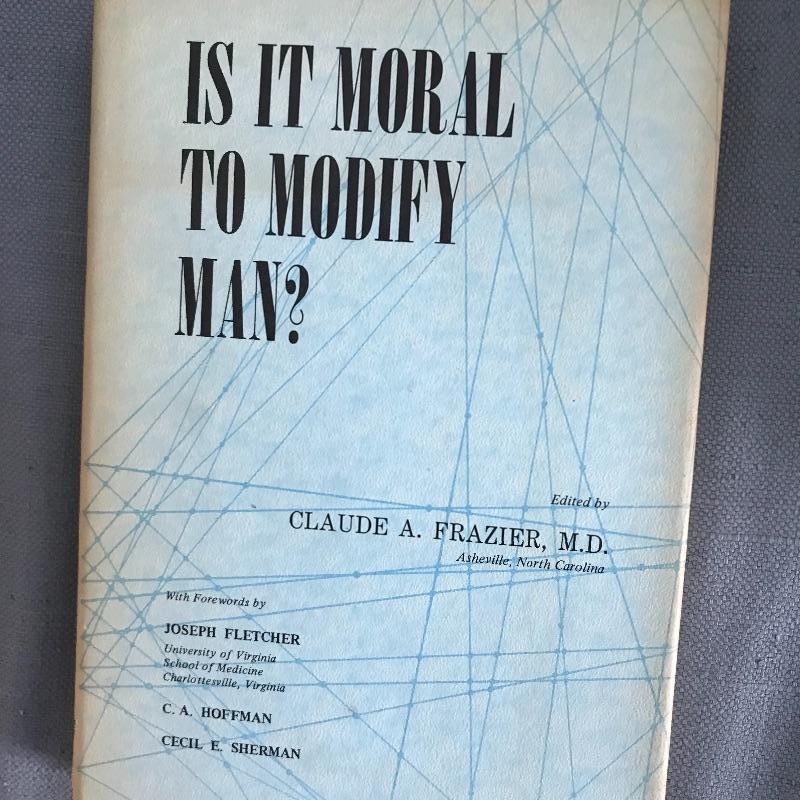 IS IT MORAL
TO MODIFY
MAN?
Edited by
CLAUDE A. FRAZIER, M.D.
Asheville, North Carolina
With Forewords by
JOSEPH FLETCHER
University of Virginia
School of Medicine
Charlottesville, Virginia
C. A. HOFFMAN
CECIL E. SHERMAN